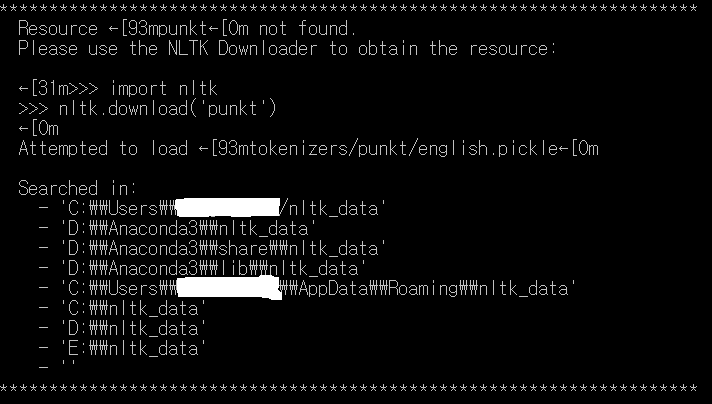 **********************************************************************
Resource ←[93mpunkt←[0m not found.
Please use the NLTK Downloader to obtain the resource:
←[31m>>> import nltk
>>> nltk.download('punkt')
←[0m
Attempted to load ←[93mtokenizers/punkt/english.pickle←[0m
Searched in:
- 'C:₩₩Users₩₩/nltk_data'
- 'D:₩₩Anaconda3₩₩nltk_data'
- 'D:₩₩Anaconda3₩₩share₩₩nltk_data'
- 'D:₩₩Anaconda3₩₩lib₩₩nltk_data'
- 'C:₩₩Users₩₩₩₩AppData₩₩Roaming₩₩nltk_data'
- 'C:₩₩nltk_data'
- 'D:₩₩nltk_data'
- 'E:₩₩nltk_data'
- ''
**********************************************************************